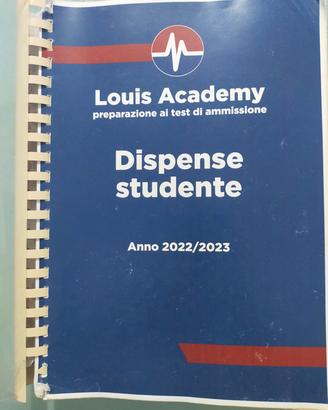 Louis Academy
preparazione ai test di ammissione
Dispense
studente
Anno 2022/2023